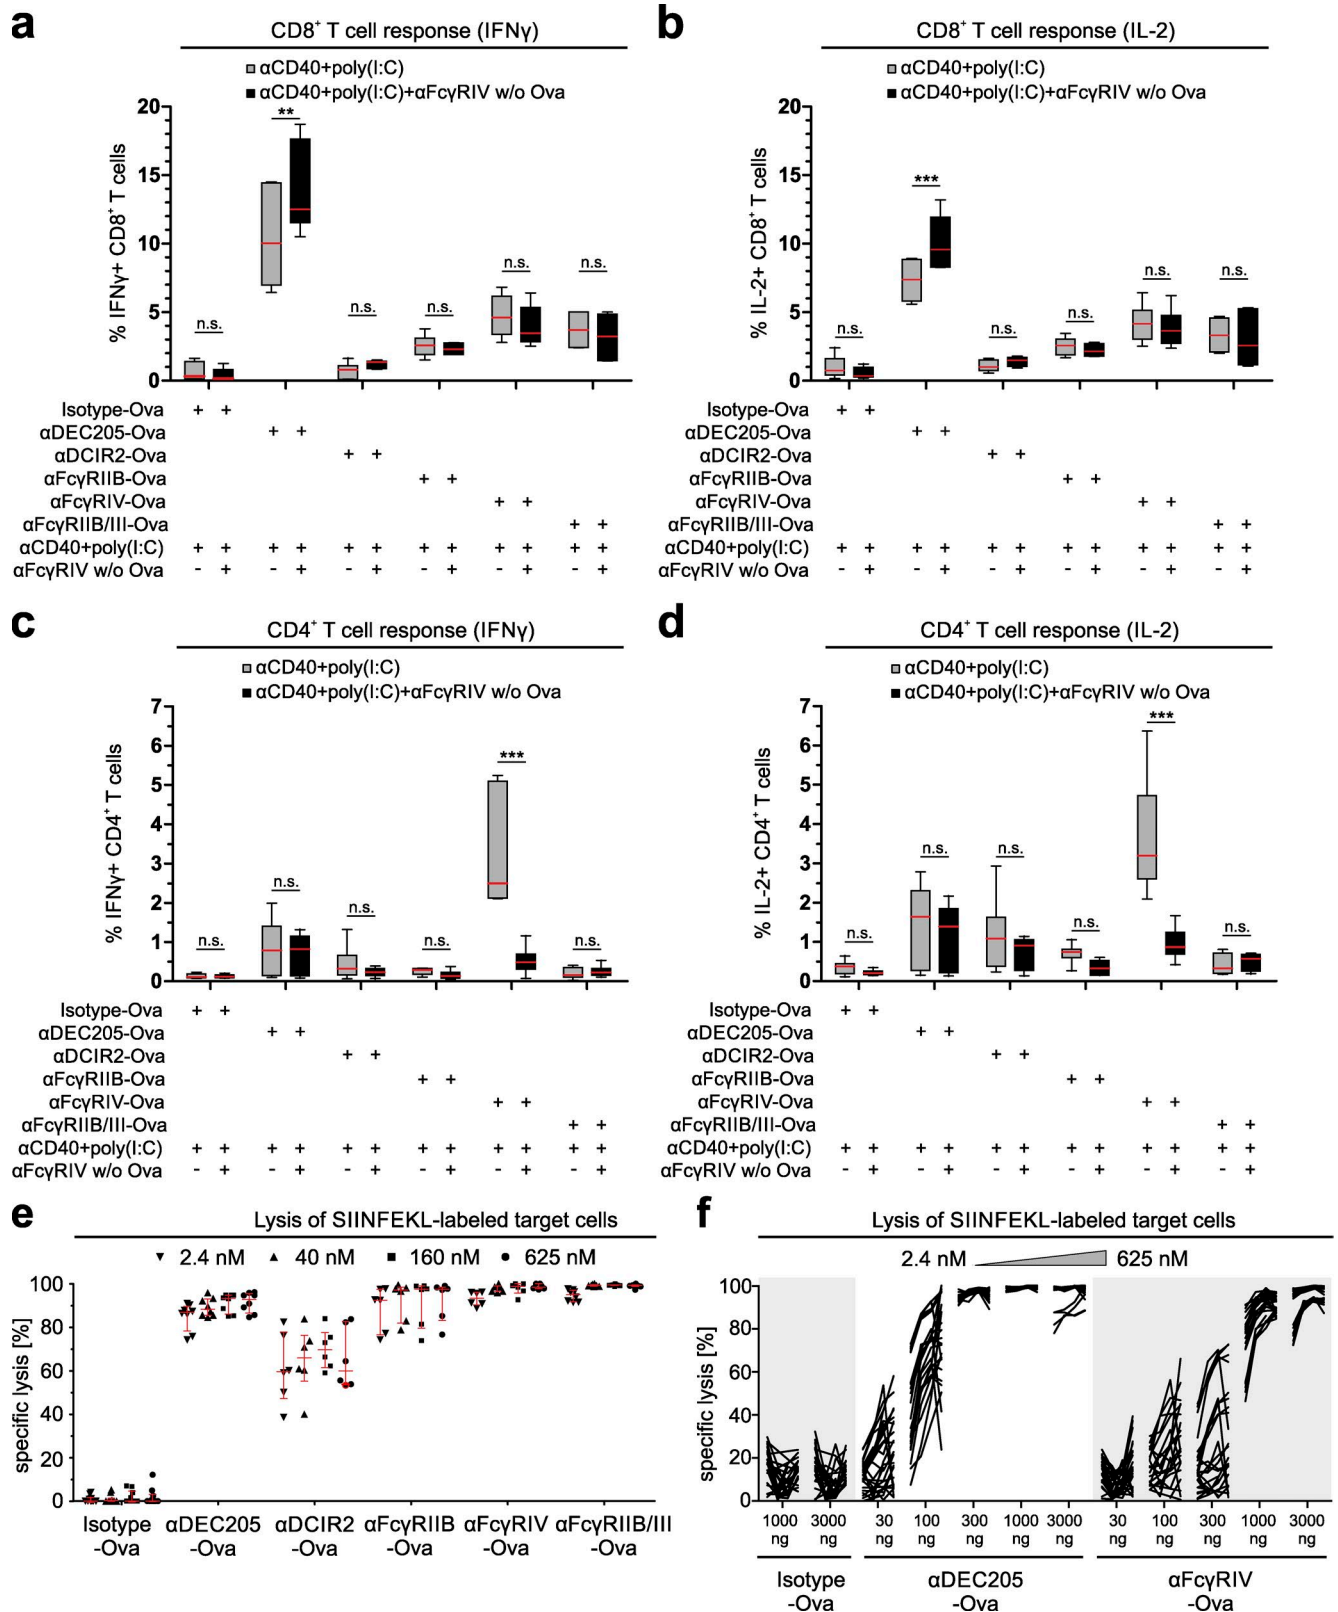 a
CD8⁺ T cell response (IFNγ)
αCD40+poly(I:C)
αCD40+poly(I:C)+αFcγRIV w/o Ova
% IFNγ+ CD8⁺ T cells
20
15
10
5
0
n.s.
**
n.s.
n.s.
n.s.
n.s.
Isotype-Ova + +
αDEC205-Ova + +
αDCIR2-Ova + +
αFcγRIIB-Ova + +
αFcγRIV-Ova + +
αFcγRIIB/III-Ova + +
αCD40+poly(I:C) + + + + + + + + + + + +
αFcγRIV w/o Ova - + - + - + - + - + - +
b
CD8⁺ T cell response (IL-2)
αCD40+poly(I:C)
αCD40+poly(I:C)+αFcγRIV w/o Ova
% IL-2+ CD8⁺ T cells
20
15
10
5
0
n.s.
***
n.s.
n.s.
n.s.
n.s.
Isotype-Ova + +
αDEC205-Ova + +
αDCIR2-Ova + +
αFcγRIIB-Ova + +
αFcγRIV-Ova + +
αFcγRIIB/III-Ova + +
αCD40+poly(I:C) + + + + + + + + + + + +
αFcγRIV w/o Ova - + - + - + - + - + - +
c
CD4⁺ T cell response (IFNγ)
αCD40+poly(I:C)
αCD40+poly(I:C)+αFcγRIV w/o Ova
% IFNγ+ CD4⁺ T cells
7
6
5
4
3
2
1
0
n.s.
n.s.
n.s.
n.s.
***
n.s.
Isotype-Ova + +
αDEC205-Ova + +
αDCIR2-Ova + +
αFcγRIIB-Ova + +
αFcγRIV-Ova + +
αFcγRIIB/III-Ova + +
αCD40+poly(I:C) + + + + + + + + + + + +
αFcγRIV w/o Ova - + - + - + - + - + - +
d
CD4⁺ T cell response (IL-2)
αCD40+poly(I:C)
αCD40+poly(I:C)+αFcγRIV w/o Ova
% IL-2+ CD4⁺ T cells
7
6
5
4
3
2
1
0
n.s.
n.s.
n.s.
n.s.
***
n.s.
Isotype-Ova + +
αDEC205-Ova + +
αDCIR2-Ova + +
αFcγRIIB-Ova + +
αFcγRIV-Ova + +
αFcγRIIB/III-Ova + +
αCD40+poly(I:C) + + + + + + + + + + + +
αFcγRIV w/o Ova - + - + - + - + - + - +
e
Lysis of SIINFEKL-labeled target cells
2.4 nM 40 nM 160 nM 625 nM
specific lysis [%]
100
80
60
40
20
0
Isotype αDEC205 αDCIR2 αFcγRIIB αFcγRIV αFcγRIIB/III
-Ova -Ova -Ova -Ova -Ova -Ova
f
Lysis of SIINFEKL-labeled target cells
2.4 nM 625 nM
specific lysis [%]
100
80
60
40
20
0
1000 3000 30 100 300 1000 3000 30 100 300 1000 3000
ng ng ng ng ng ng ng ng ng ng ng ng
Isotype αDEC205 αFcγRIV
-Ova -Ova -Ova